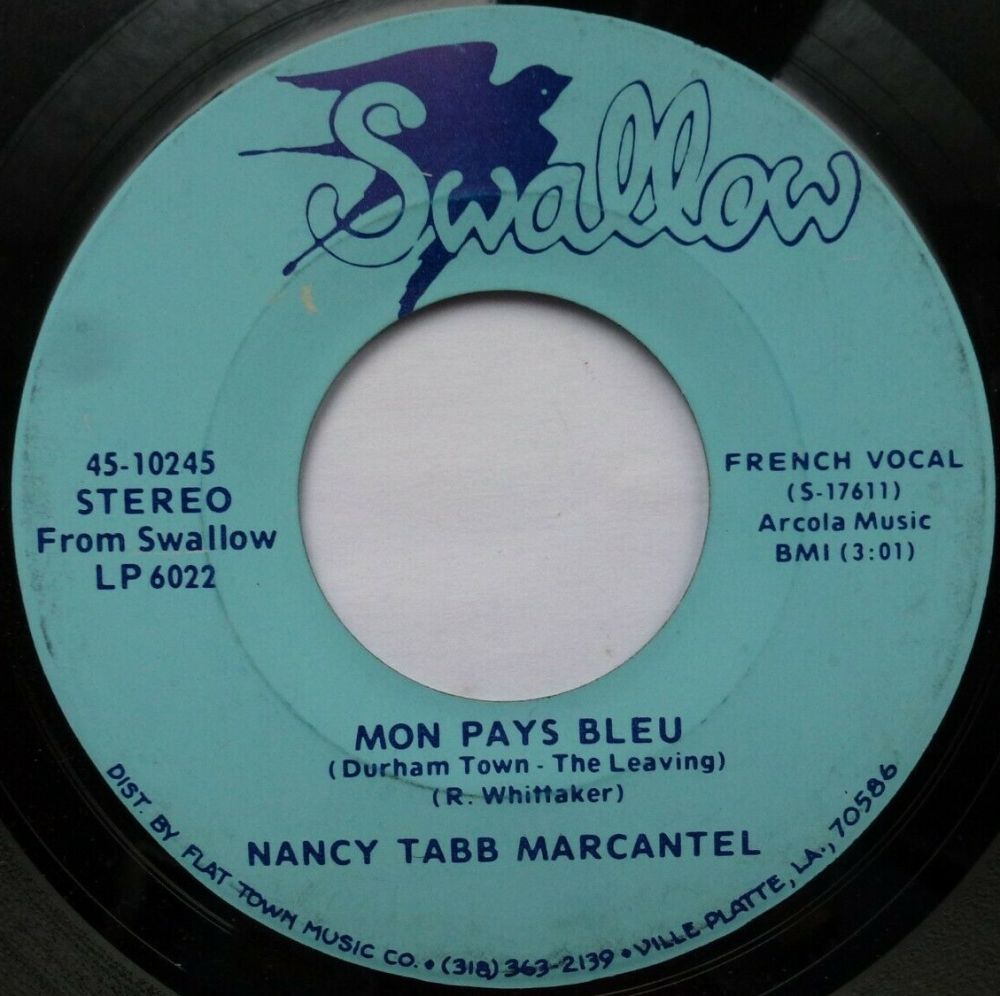 Swallow
45-10245
STEREO
From Swallow
LP 6022
FRENCH VOCAL
(S-17611)
Arcola Music
BMI (3:01)
MON PAYS BLEU
(Durham Town - The Leaving)
(R. Whittaker)
NANCY TABB MARCANTEL
DIST. BY FLAT TOWN MUSIC CO. • (318) 363-2139 • VILLE PLATTE, LA., 70586